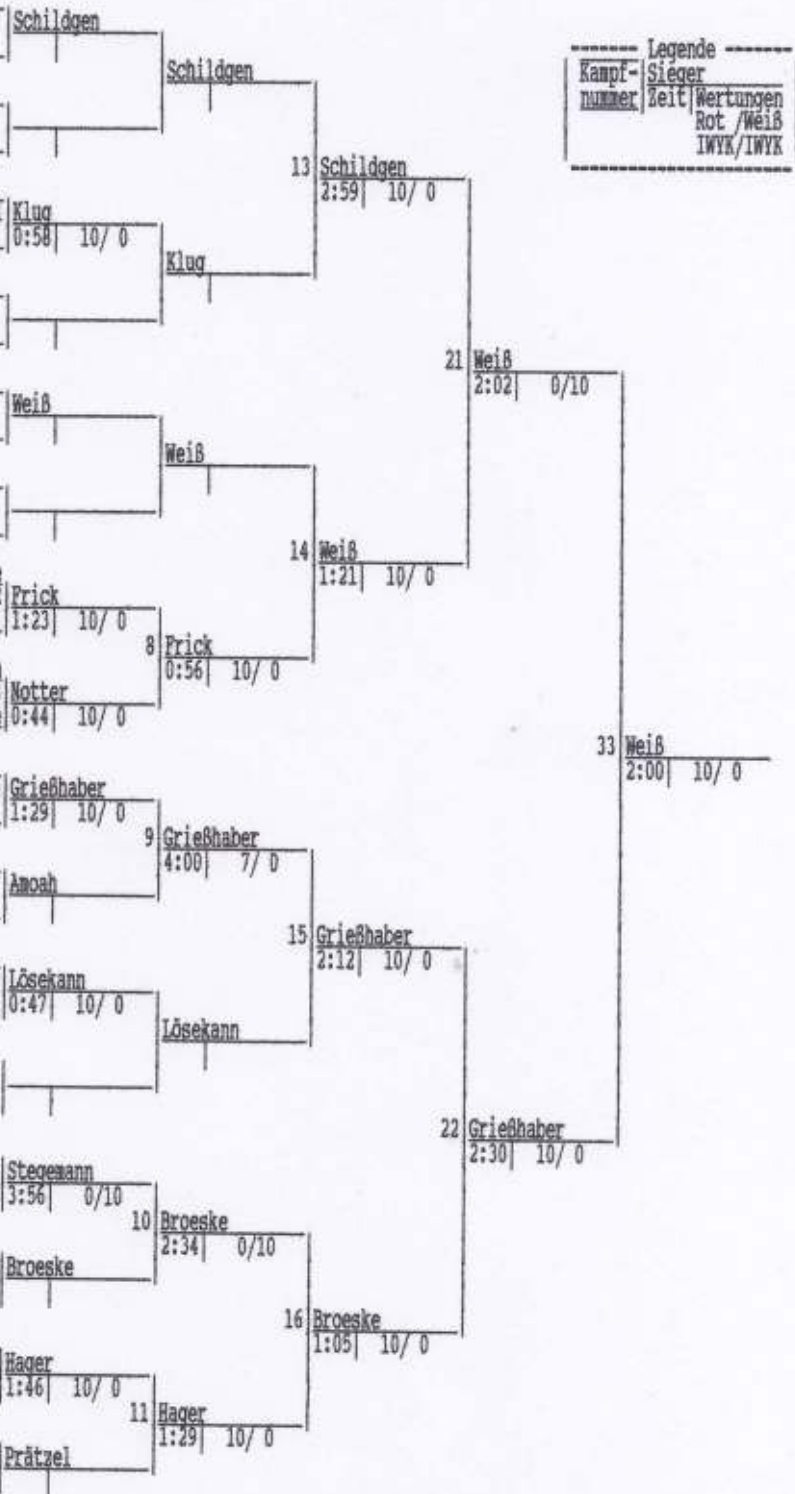 Schildgen
Legende
Kampf- Sieger
nummer Zeit Wertungen
Rot /Weiß
IWYK/IWYK
Schildgen
13 Schildgen
2:59 10/ 0
Klug
0:58 10/ 0
Klug
21 Weiß
2:02 0/10
Weiß
Weiß
14 Weiß
1:21 10/ 0
Frick
1:23 10/ 0
8 Frick
0:56 10/ 0
Notter
0:44 10/ 0
33 Weiß
2:00 10/ 0
Grießhaber
1:29 10/ 0
9 Grießhaber
4:00 7/ 0
Amoah
15 Grießhaber
2:12 10/ 0
Lösekann
0:47 10/ 0
Lösekann
22 Grießhaber
2:30 10/ 0
Stegemann
3:56 0/10
10 Broeske
2:34 0/10
Broeske
16 Broeske
1:05 10/ 0
Hager
1:46 10/ 0
11 Hager
1:29 10/ 0
Prätzel